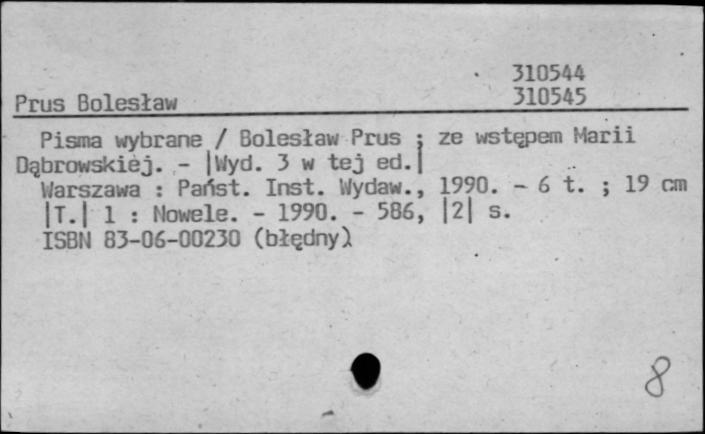 310544
Prus Bolesław 310545
Pisma wybrane / Bolesław Prus ; ze wstępem Marii
Dąbrowskiej. - |Wyd. 3 w tej ed.|
Warszawa : Państ. Inst. Wydaw., 1990. - 6 t. ; 19 cm
|T.| 1 : Nowele. - 1990. - 586, |2| s.
ISBN 83-06-00230 (błędny)
8